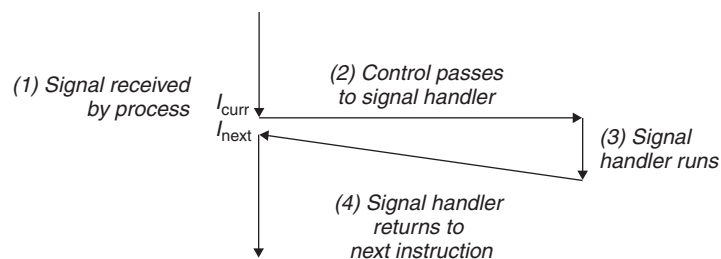 (1) Signal received
by process
(2) Control passes
to signal handler
Icurr
Inext
(3) Signal
handler runs
(4) Signal handler
returns to
next instruction